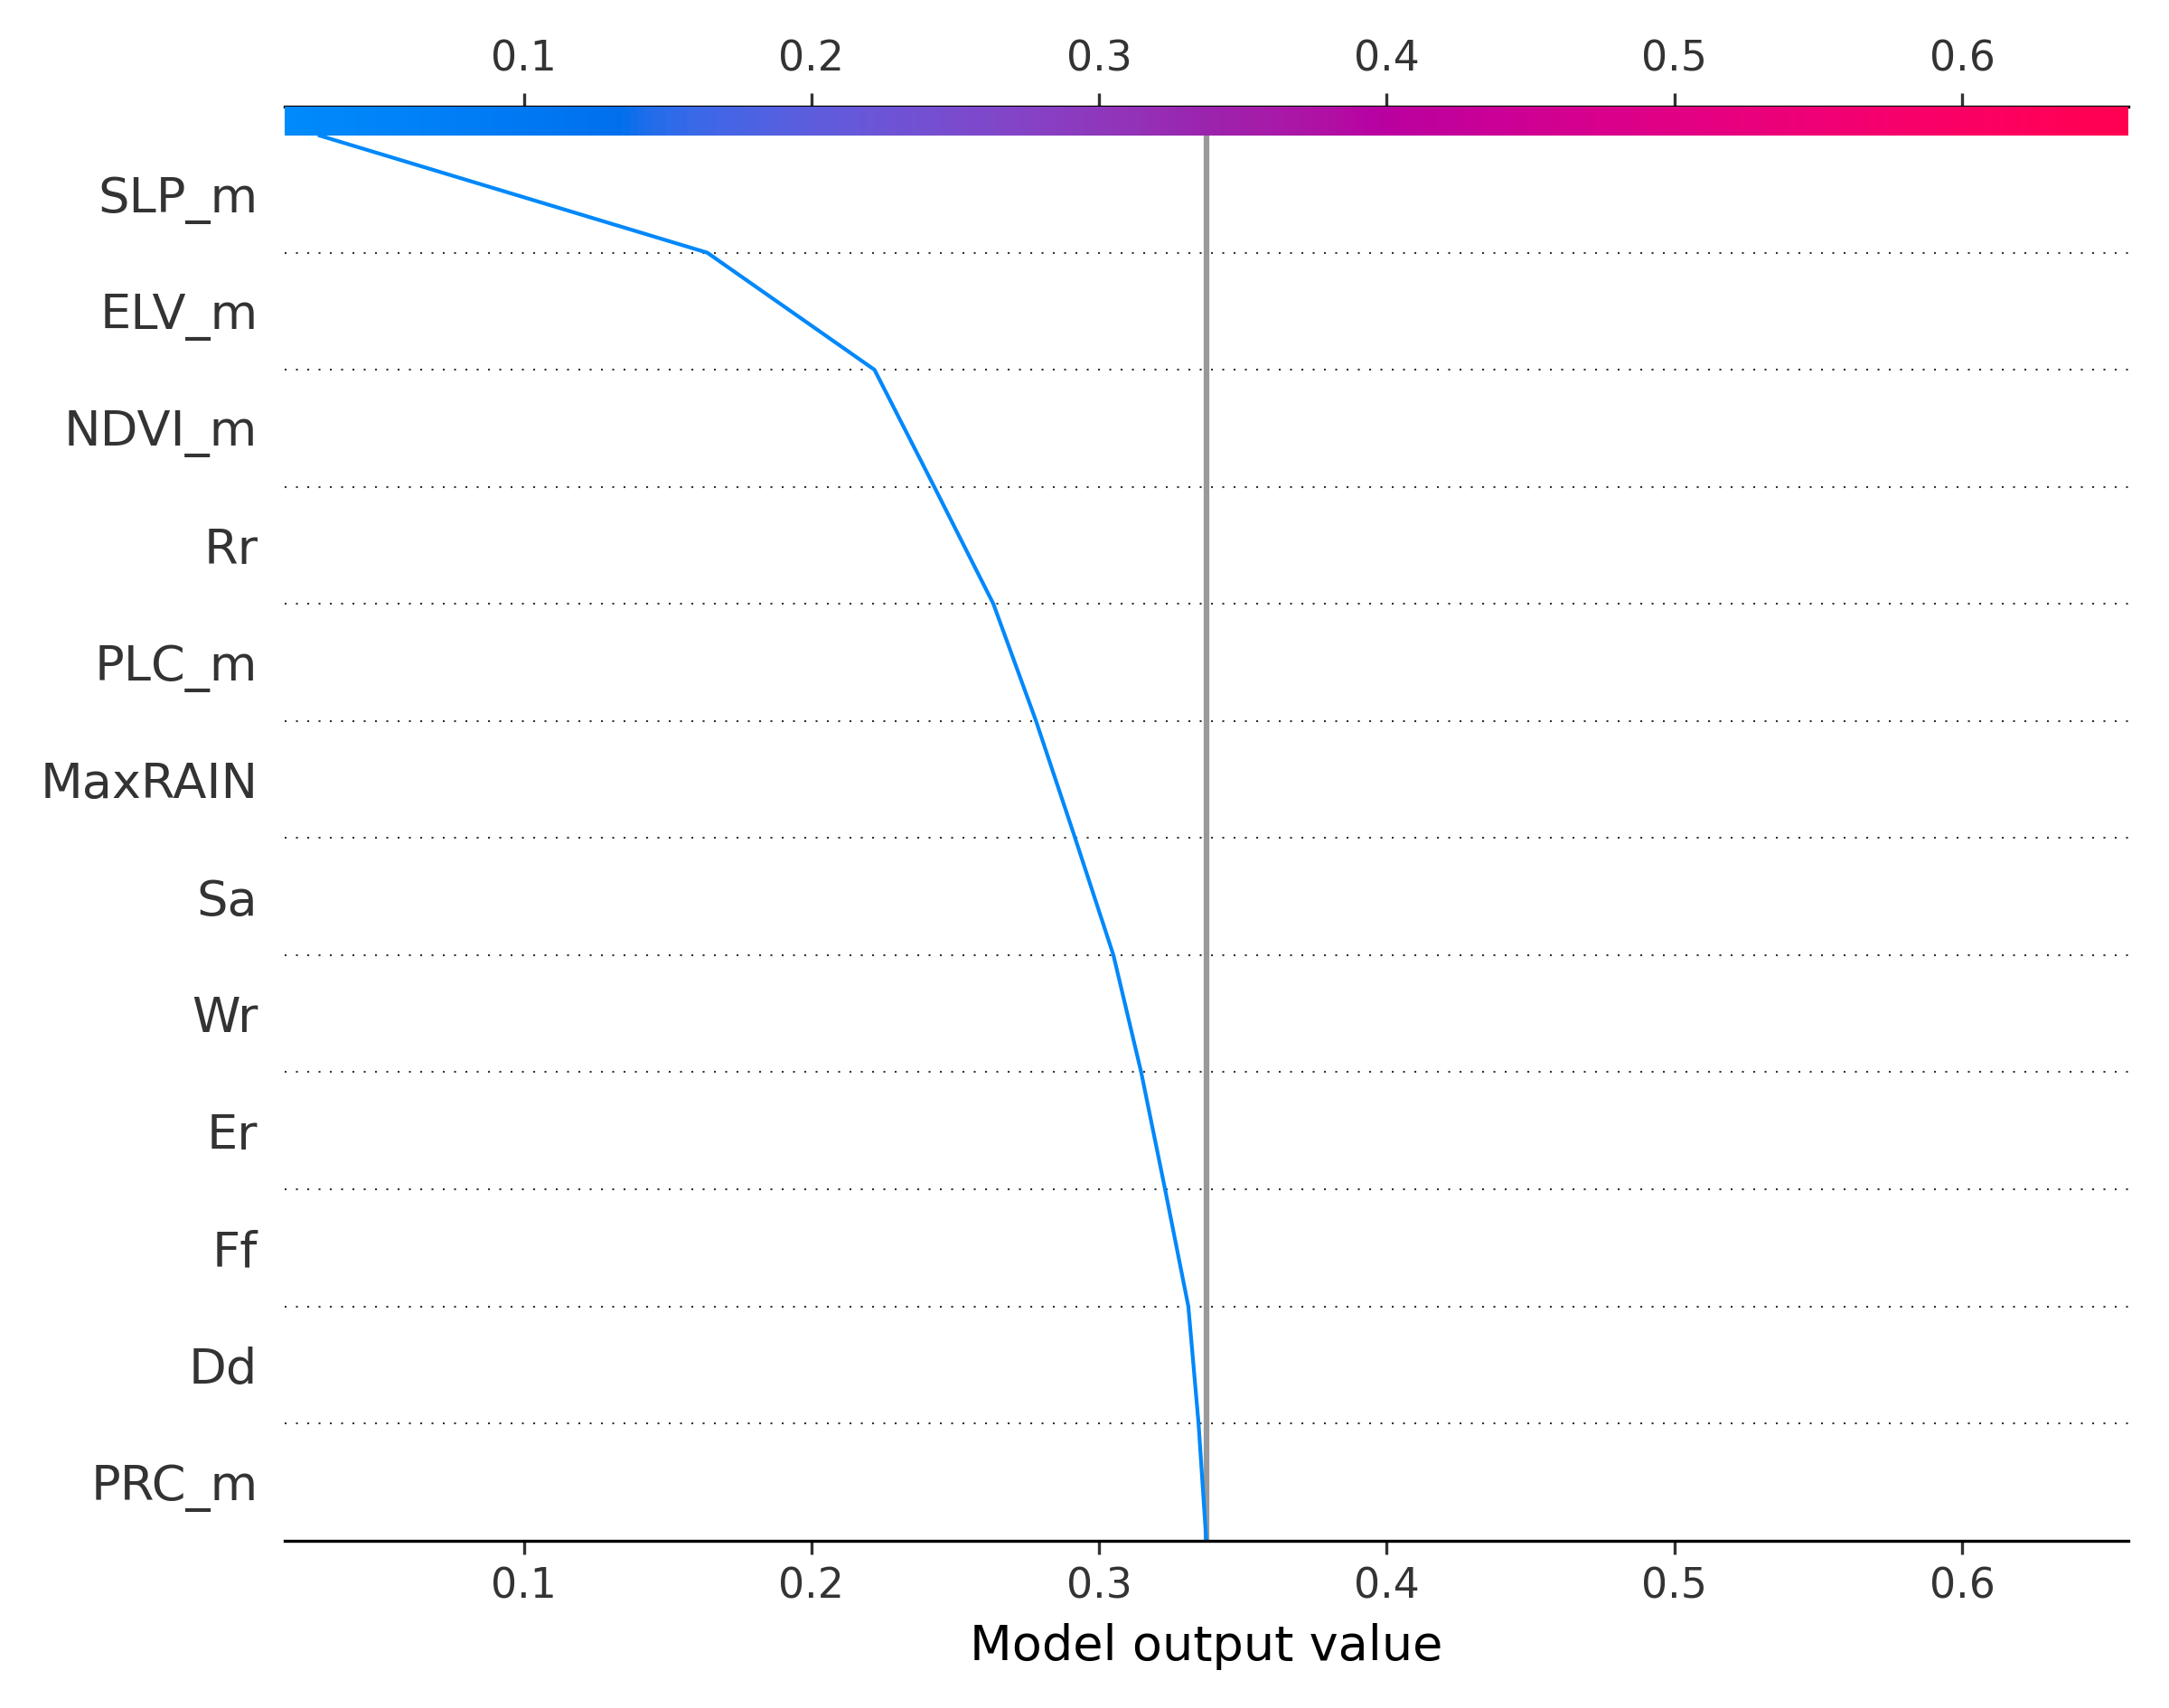 0.1 0.2 0.3 0.4 0.5 0.6
SLP_m
ELV_m
NDVI_m
Rr
PLC_m
MaxRAIN
Sa
Wr
Er
Ff
Dd
PRC_m
0.1 0.2 0.3 0.4 0.5 0.6
Model output value